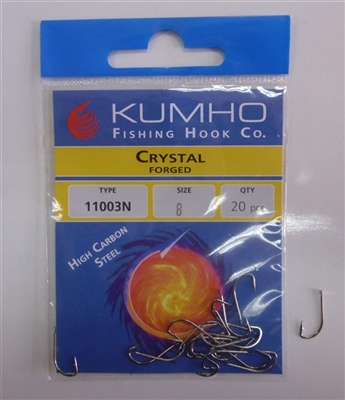 KUMHO
FISHING HOOK CO.
CRYSTAL
FORGED
TYPE SIZE QTY
11003N 8 20 pcs
HIGH CARBON
STEEL